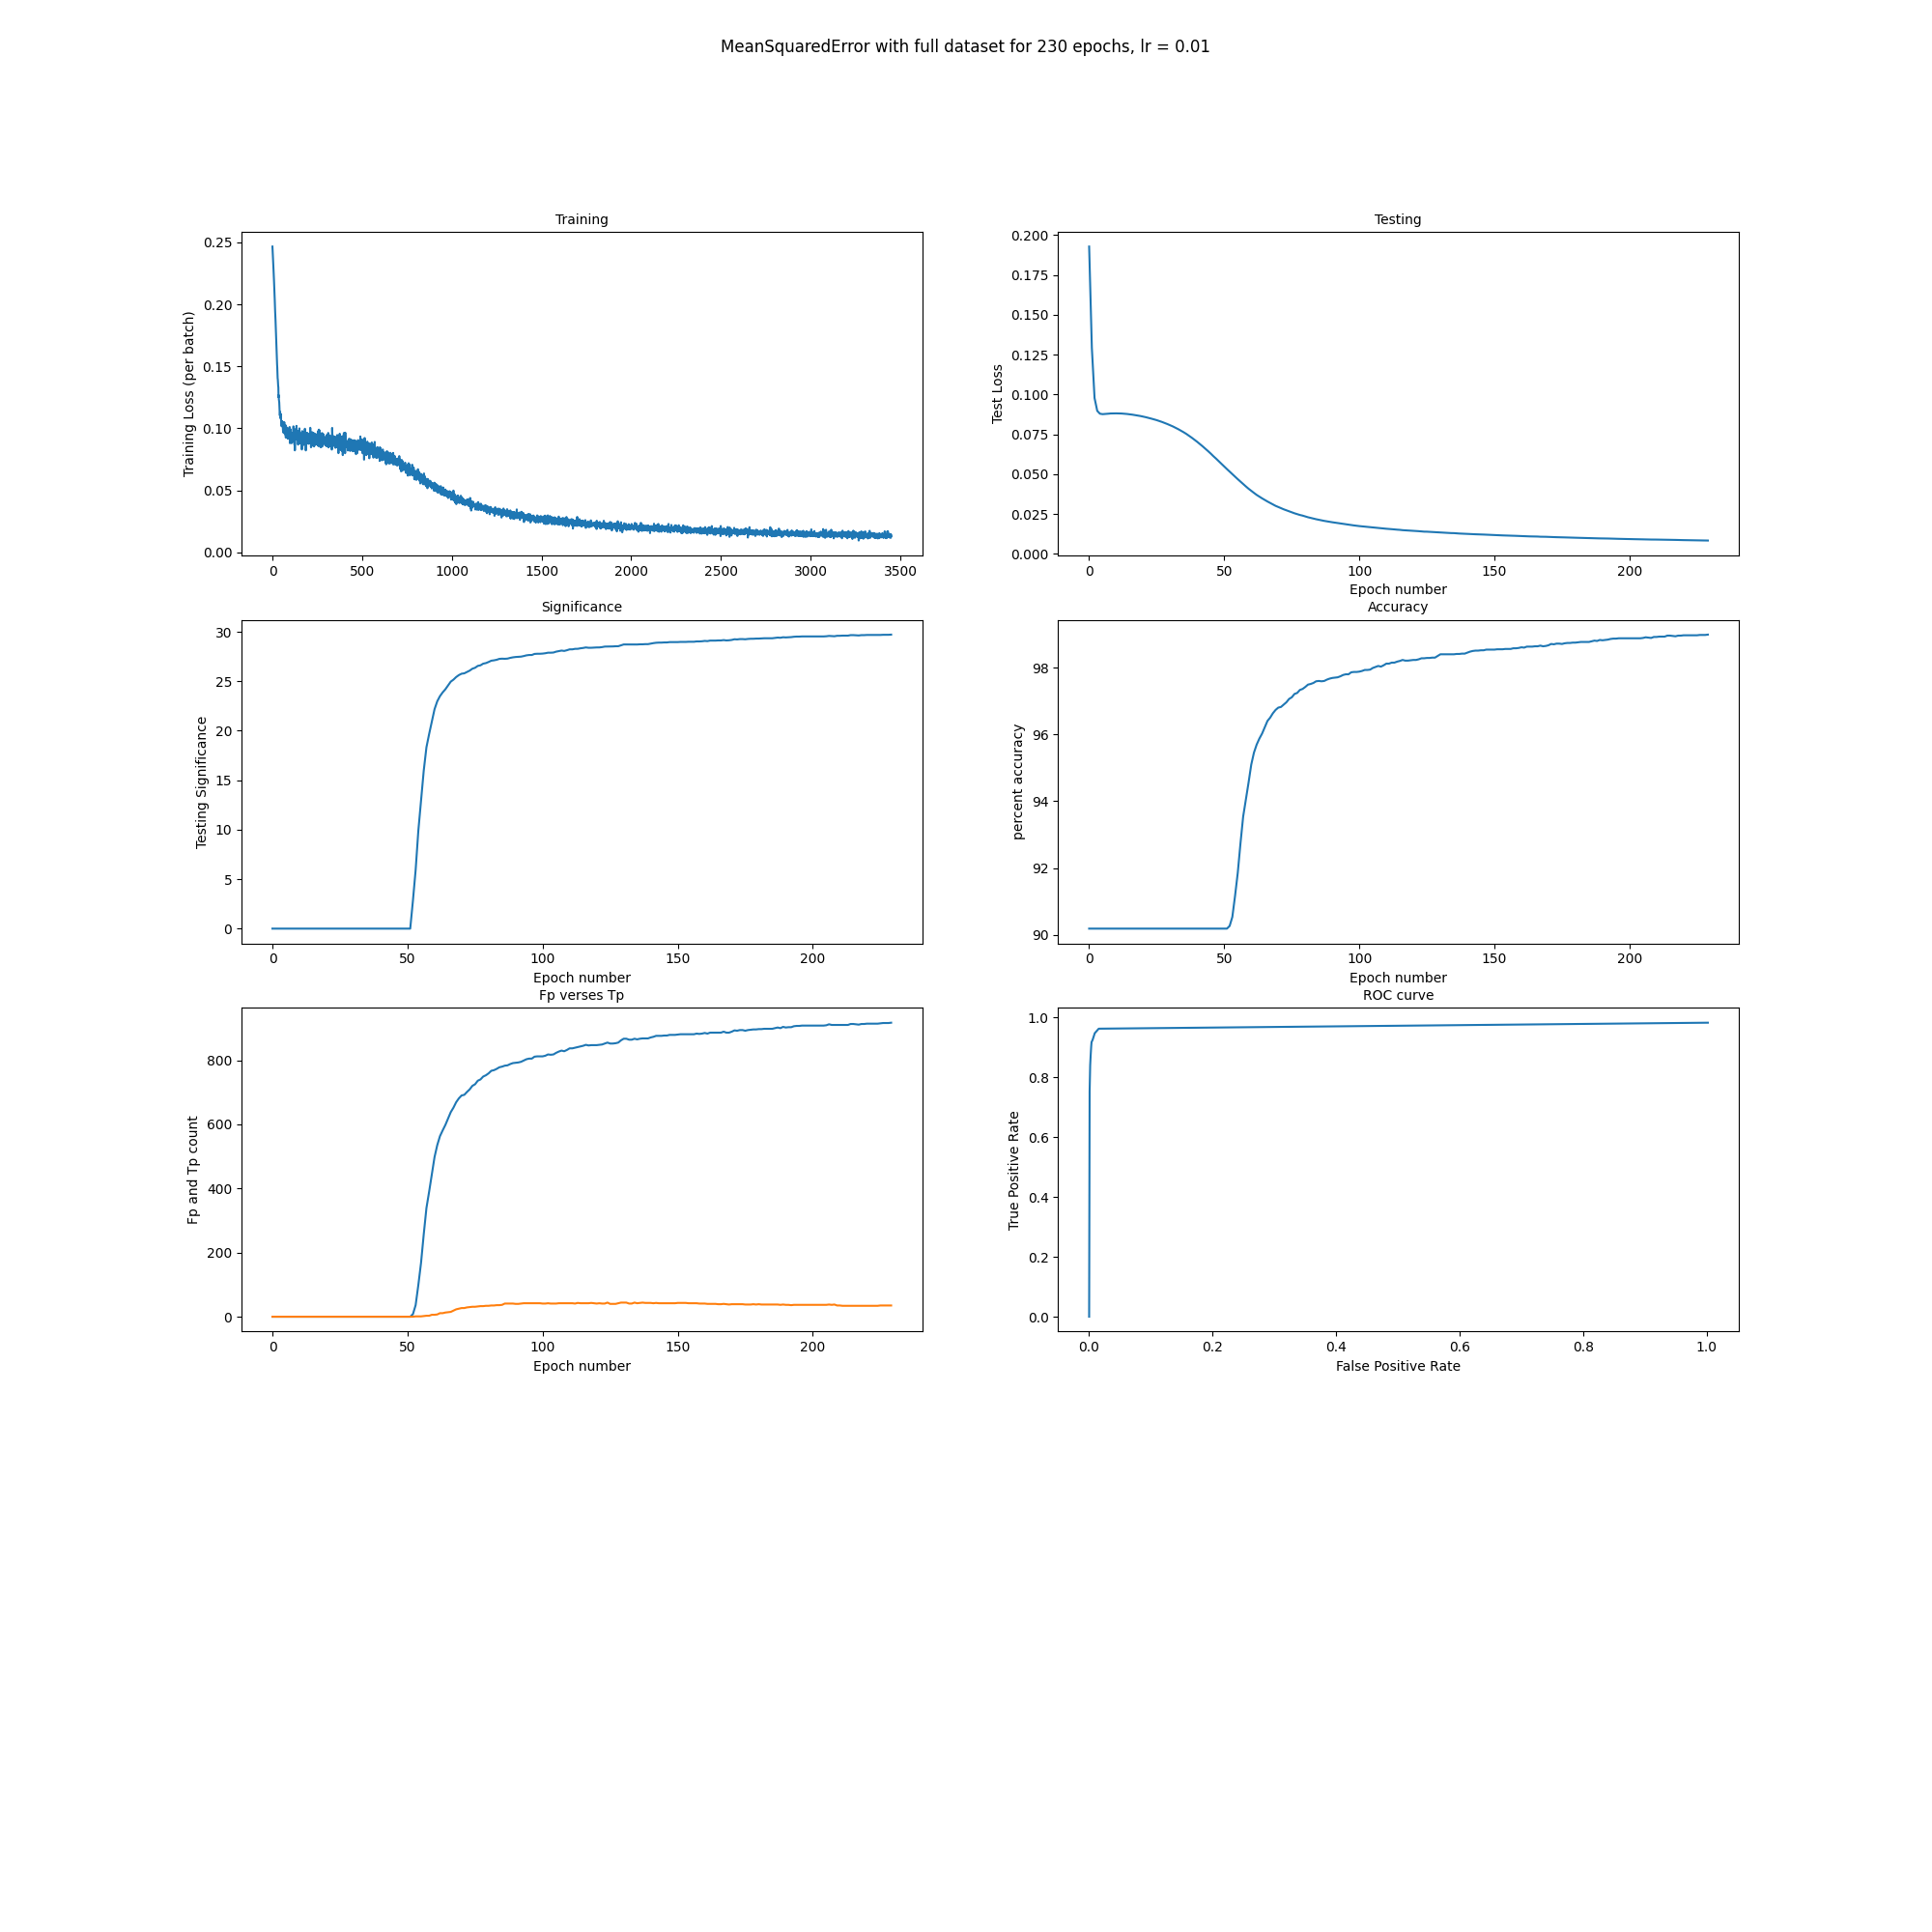 MeanSquaredError with full dataset for 230 epochs, lr = 0.01
Training
Training Loss (per batch)
0.25
0.20
0.15
0.10
0.05
0.00
0 500 1000 1500 2000 2500 3000 3500
Testing
Test Loss
0.200
0.175
0.150
0.125
0.100
0.075
0.050
0.025
0.000
0 50 100 150 200
Epoch number
Significance
Testing Significance
30
25
20
15
10
5
0
0 50 100 150 200
Epoch number
Accuracy
percent accuracy
98
96
94
92
90
0 50 100 150 200
Epoch number
Fp verses Tp
Fp and Tp count
800
600
400
200
0
0 50 100 150 200
Epoch number
ROC curve
True Positive Rate
1.0
0.8
0.6
0.4
0.2
0.0
0.0 0.2 0.4 0.6 0.8 1.0
False Positive Rate